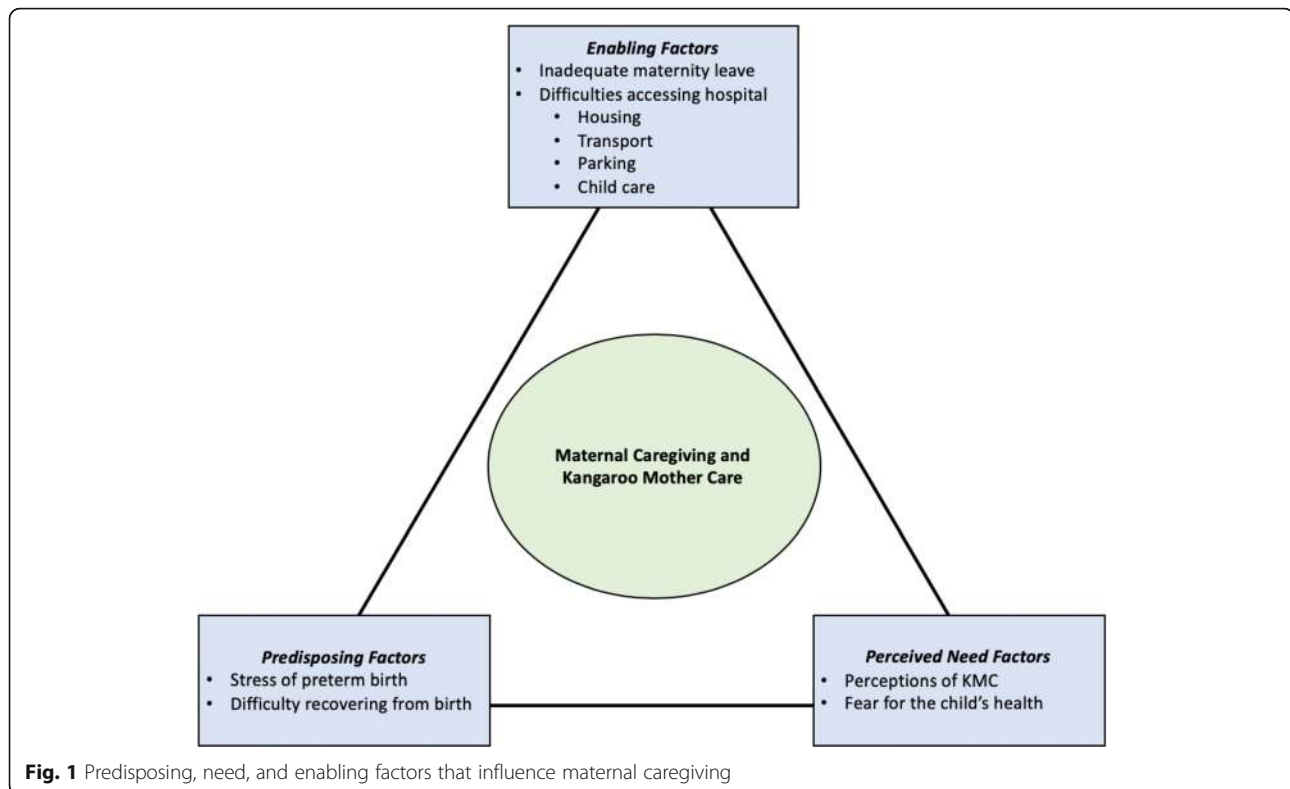 Enabling Factors
• Inadequate maternity leave
• Difficulties accessing hospital
• Housing
• Transport
• Parking
• Child care
Maternal Caregiving and
Kangaroo Mother Care
Predisposing Factors
• Stress of preterm birth
• Difficulty recovering from birth
Perceived Need Factors
• Perceptions of KMC
• Fear for the child's health
Fig. 1 Predisposing, need, and enabling factors that influence maternal caregiving